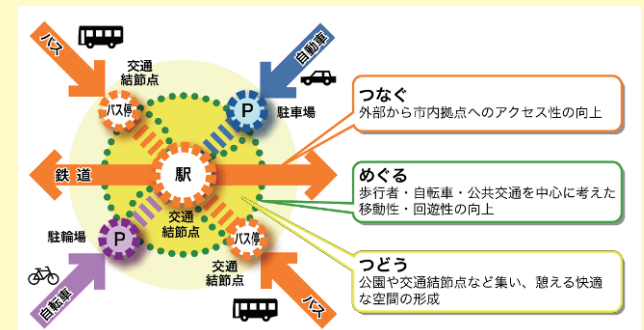 バス
交通
結節点
自動車
バス停
P
駐車場
つなぐ
外部から市内拠点へのアクセス性の向上
鉄道
駅
めぐる
歩行者・自転車・公共交通を中心に考えた
移動性・回遊性の向上
交通
結節点
駐輪場
P
バス停
つどう
公園や交通結節点など集い、憩える快適
な空間の形成
交通
結節点
自転車
バス